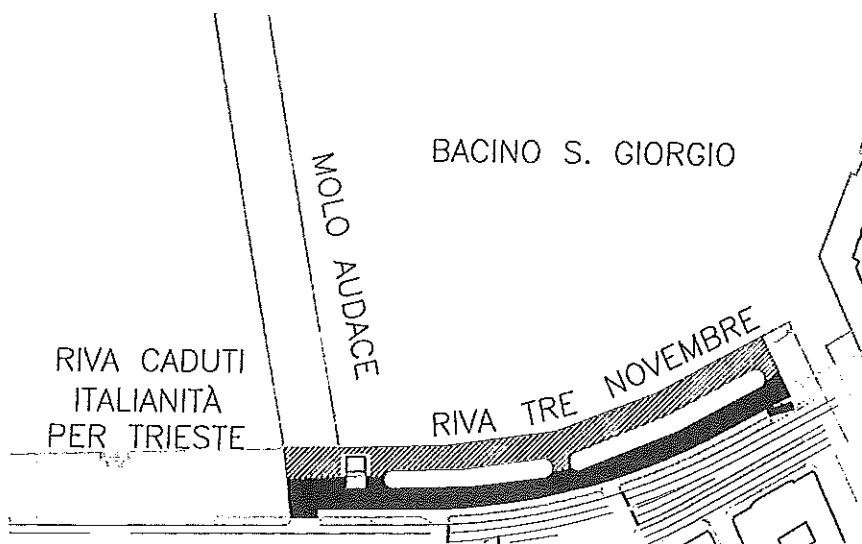 BACINO S. GIORGIO
MOLO AUDACE
RIVA CADUTI
ITALIANITÀ
PER TRIESTE
RIVA TRE NOVEMBRE